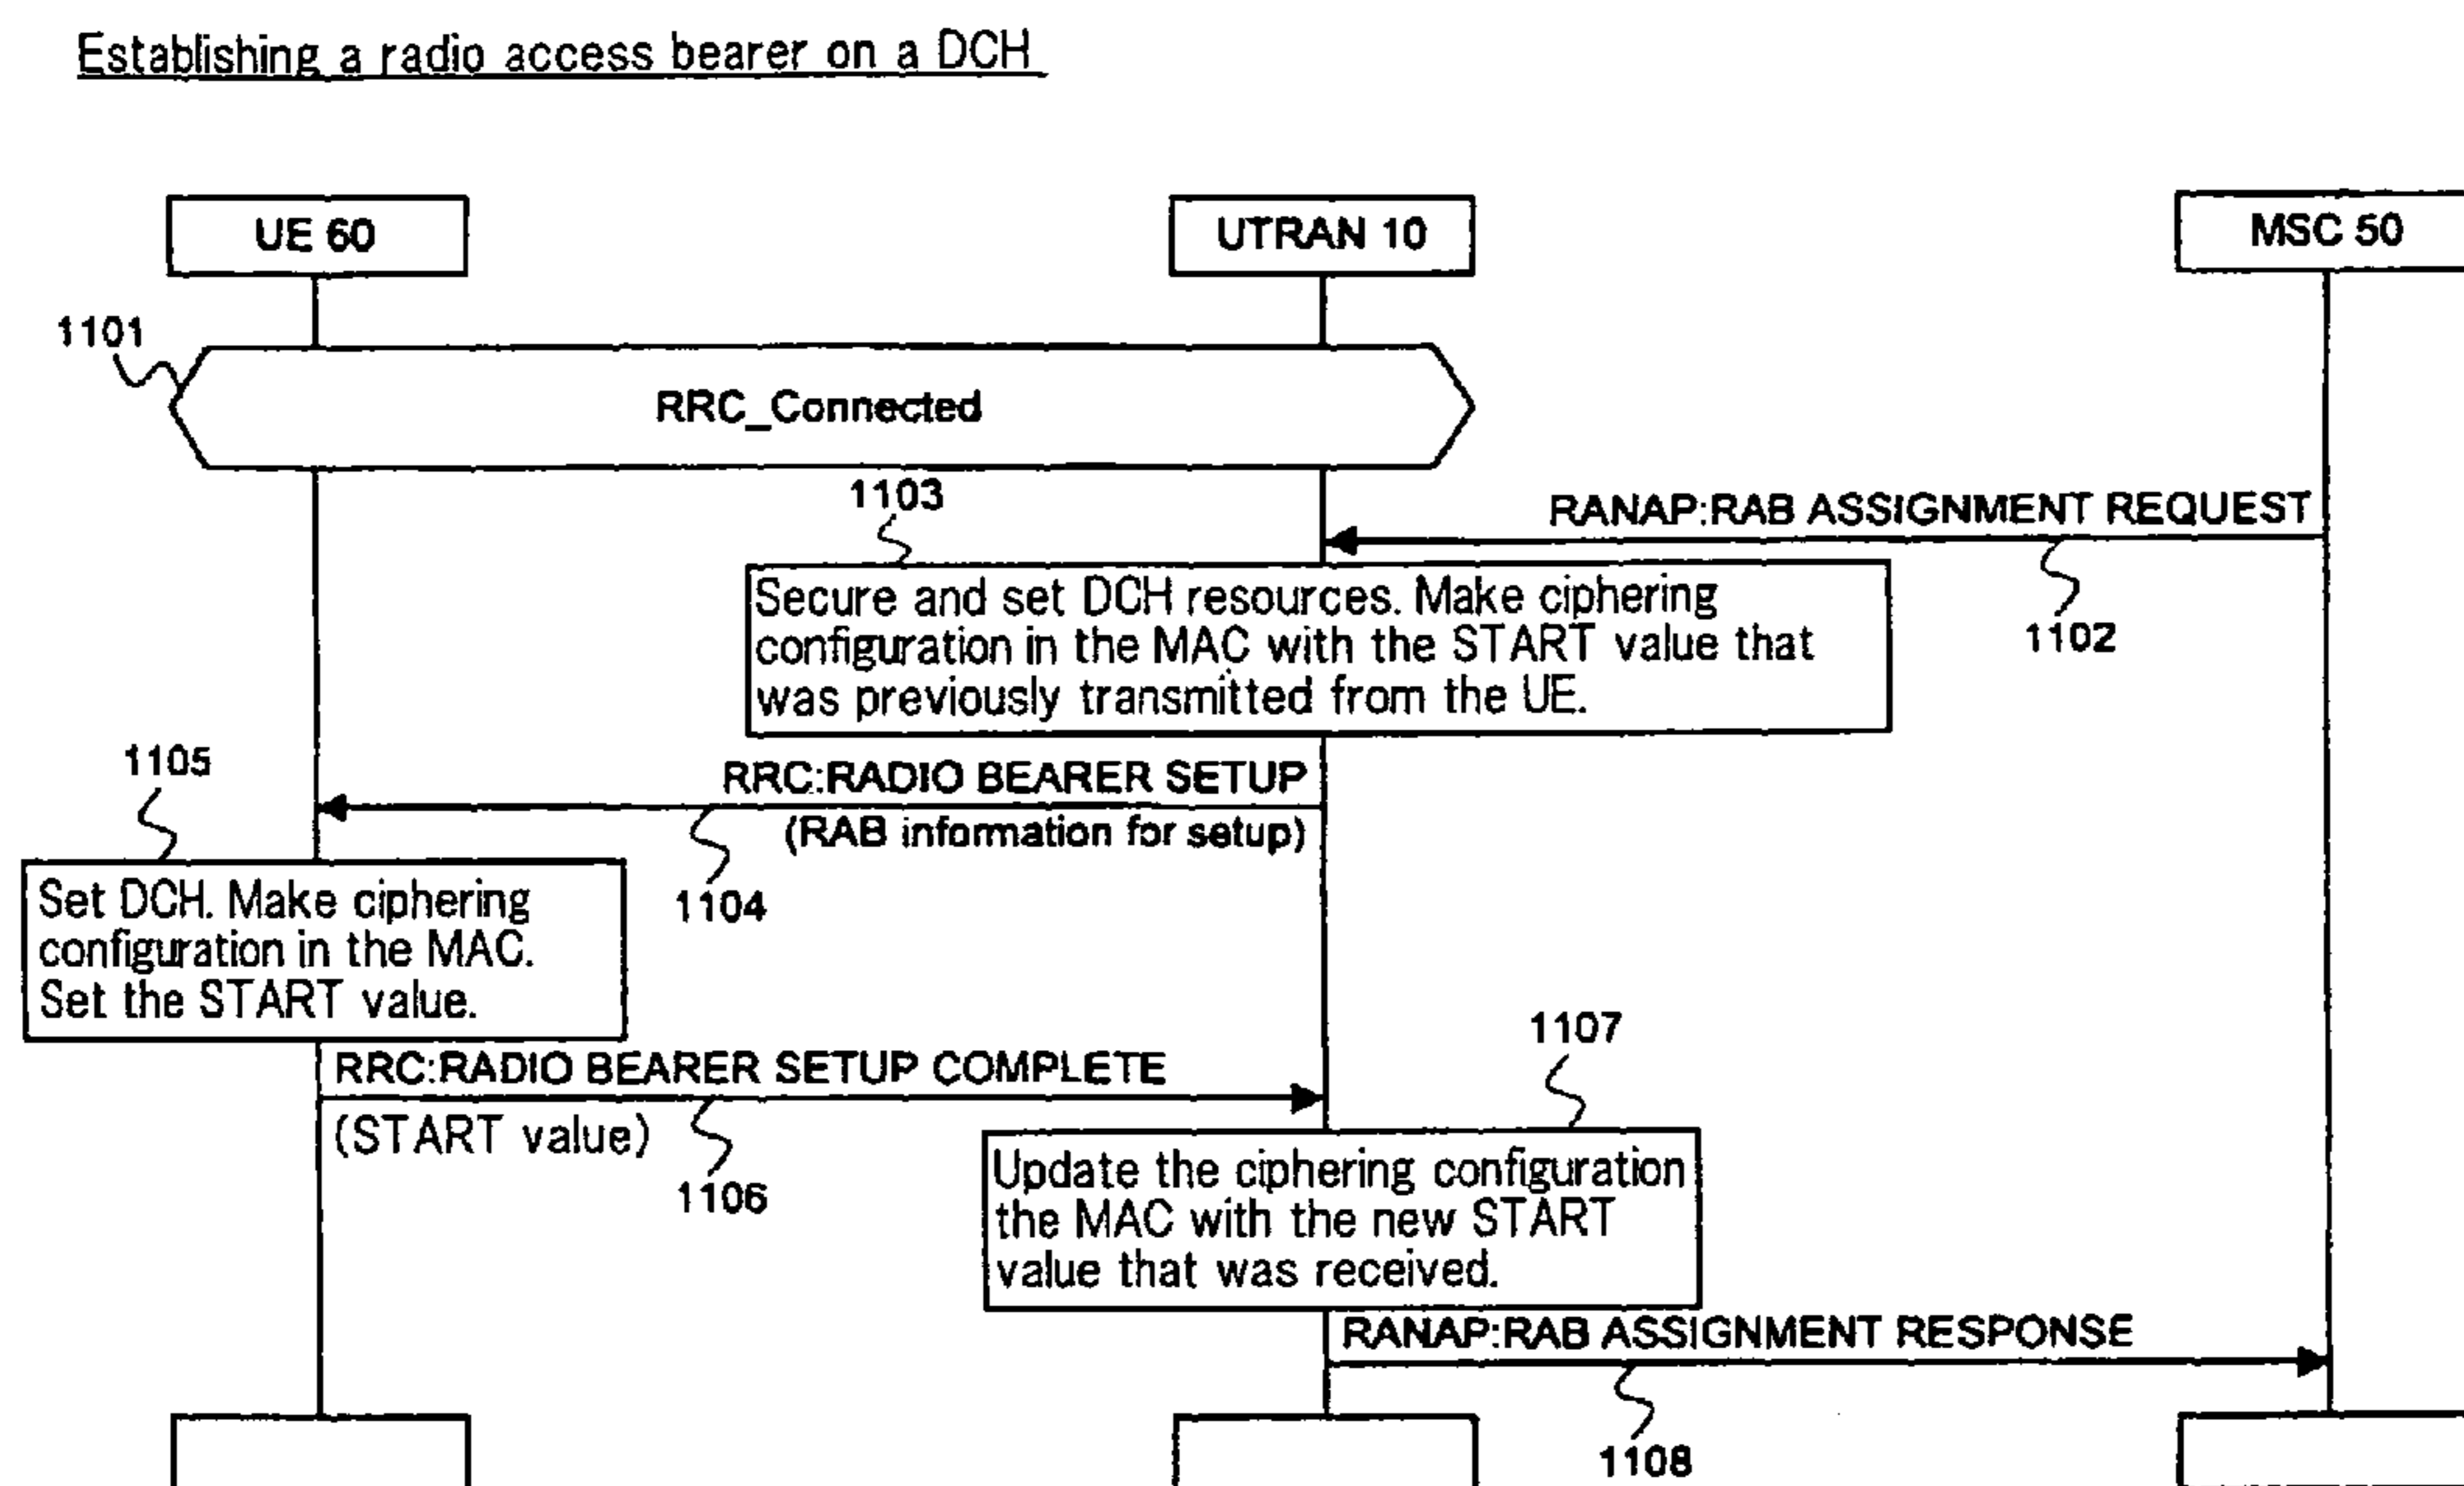 Establishing a radio access bearer on a DCH
UE 60
UTRAN 10
MSC 50
1101
RRC_Connected
1103
RANAP:RAB ASSIGNMENT REQUEST
1102
Secure and set DCH resources. Make ciphering
configuration in the MAC with the START value that
was previously transmitted from the UE.
1105
RRC:RADIO BEARER SETUP
(RAB information for setup)
1104
Set DCH. Make ciphering
configuration in the MAC.
Set the START value.
RRC:RADIO BEARER SETUP COMPLETE
(START value)
1106
1107
Update the ciphering configuration
the MAC with the new START
value that was received.
RANAP:RAB ASSIGNMENT RESPONSE
1108